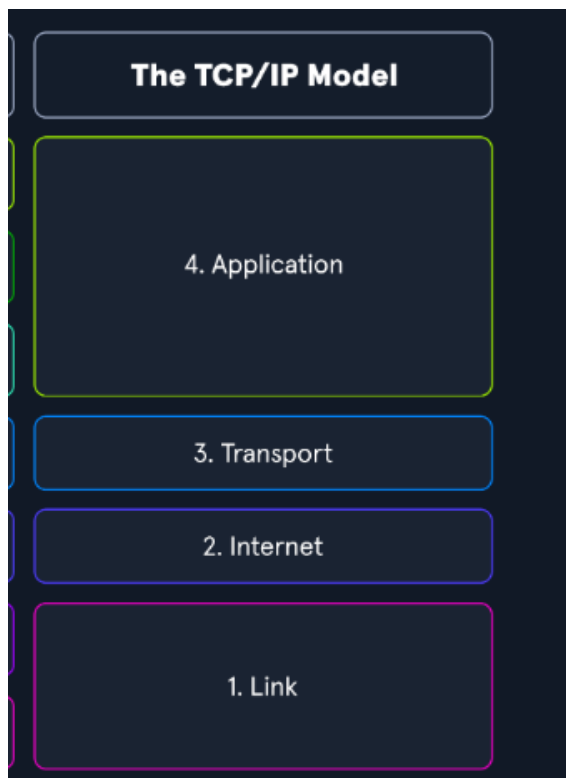 The TCP/IP Model
4. Application
3. Transport
2. Internet
1. Link